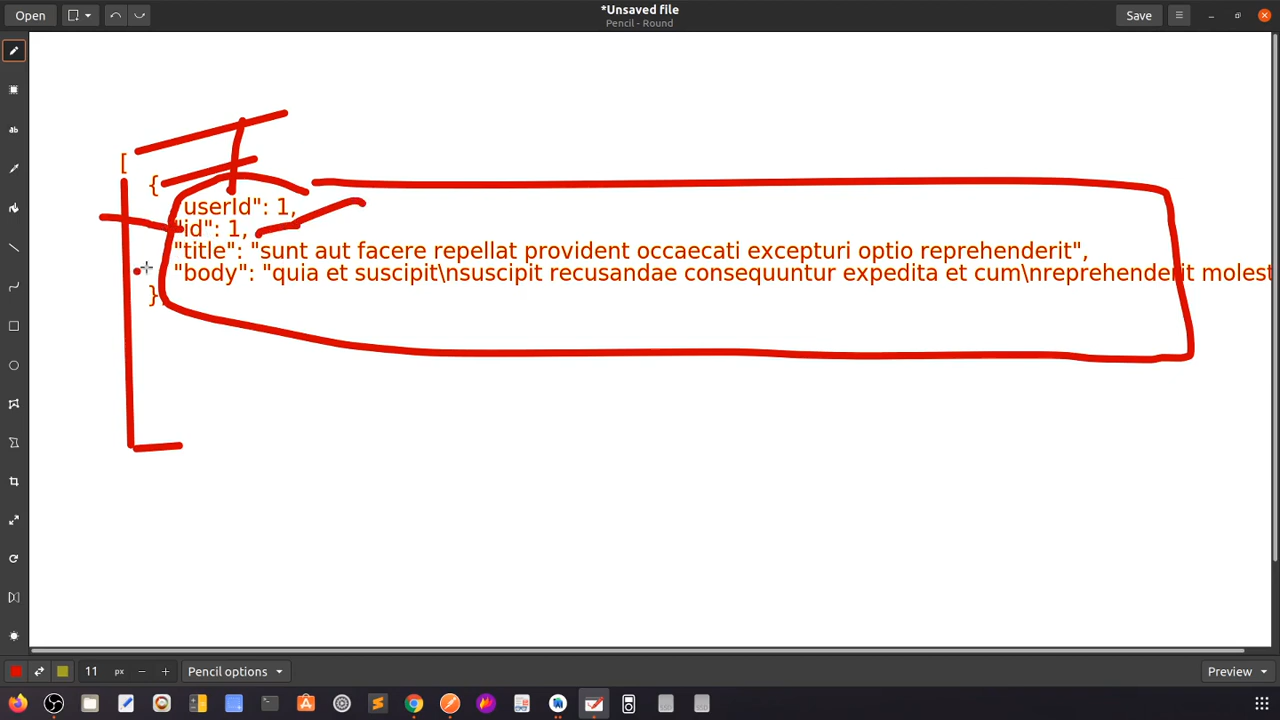 Open
*Unsaved file
Pencil - Round
Save
ab
[
{
userId": 1,
"id": 1,
"title": "sunt aut facere repellat provident occaecati excepturi optio reprehenderit",
"body": "quia et suscipit\nsuscipit recusandae consequuntur expedita et cum\nreprehenderit molest
}
11 px - +
Pencil options
Preview